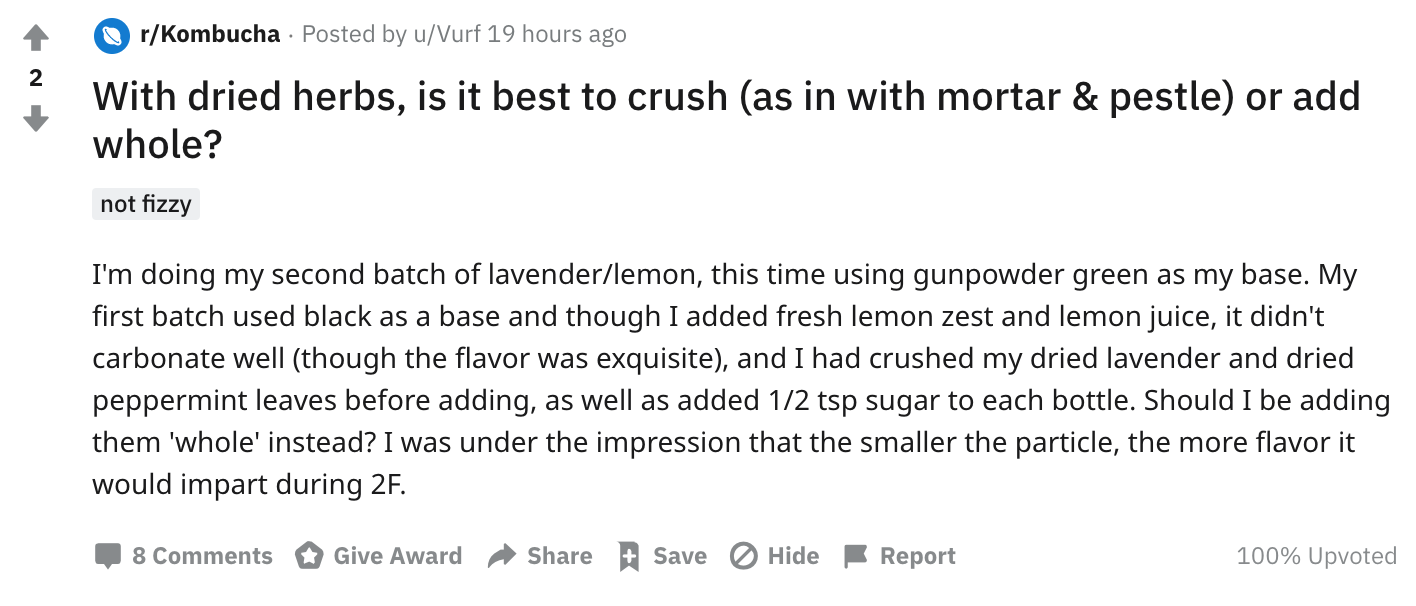 r/Kombucha · Posted by u/Vurf 19 hours ago
2
With dried herbs, is it best to crush (as in with mortar & pestle) or add
whole?
not fizzy
I'm doing my second batch of lavender/lemon, this time using gunpowder green as my base. My
first batch used black as a base and though I added fresh lemon zest and lemon juice, it didn't
carbonate well (though the flavor was exquisite), and I had crushed my dried lavender and dried
peppermint leaves before adding, as well as added 1/2 tsp sugar to each bottle. Should I be adding
them 'whole' instead? I was under the impression that the smaller the particle, the more flavor it
would impart during 2F.
8 Comments Give Award Share Save Hide Report 100% Upvoted